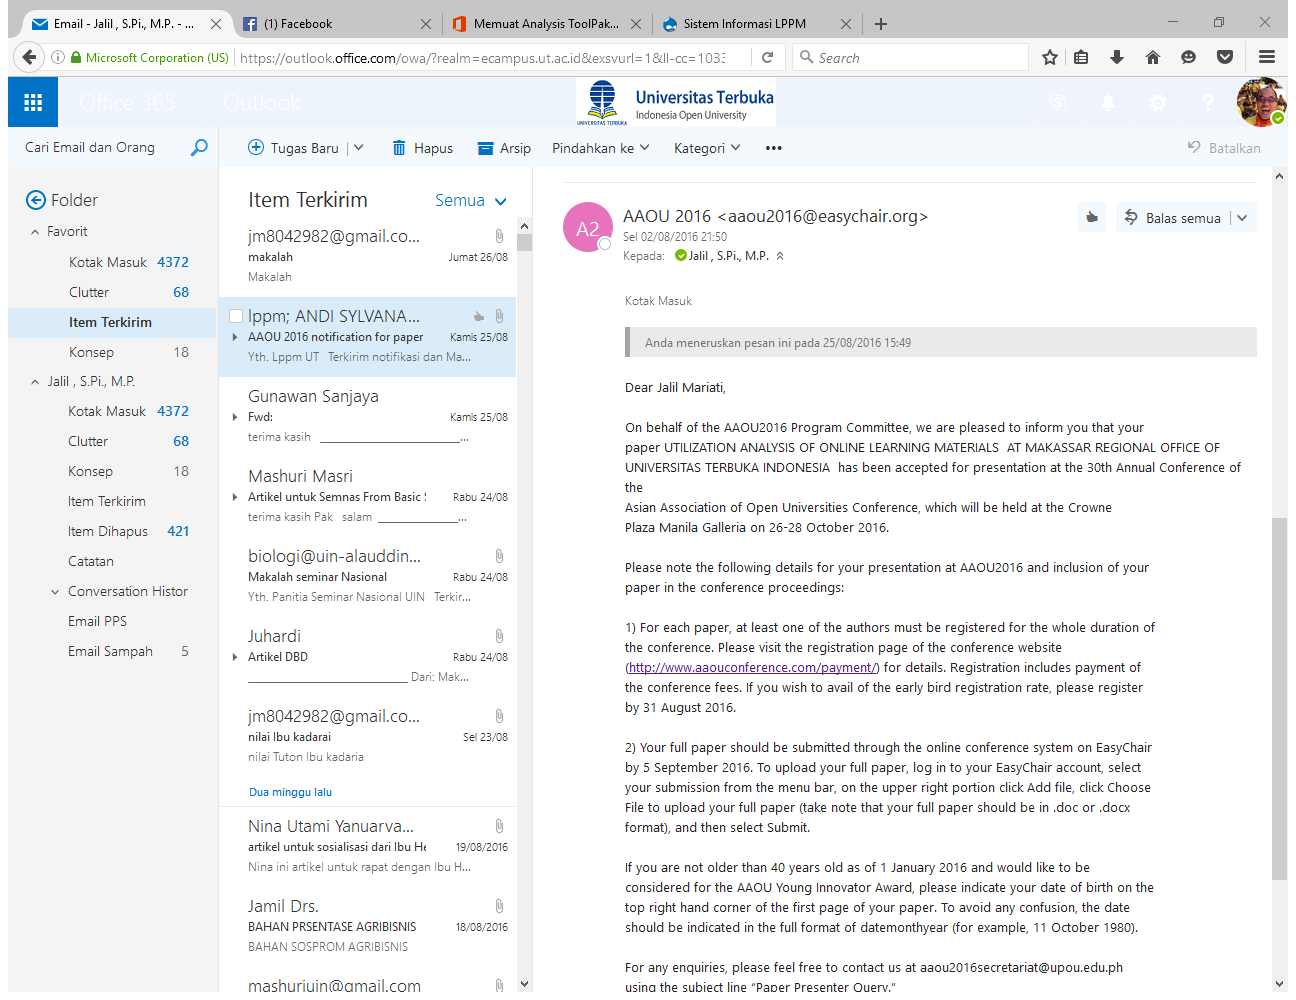 Email - Jalil , S.Pi., M.P. - ...
(1) Facebook
Memuat Analysis ToolPak...
Sistem Informasi LPPM
Microsoft Corporation (US)
https://outlook.office.com/owa/?realm=ecampus.ut.ac.id&exsvurl=1&ll-cc=103
Search
Office 365
Outlook
UNIVERSITAS TERBUKA
Universitas Terbuka
Indonesia Open University
Cari Email dan Orang
Tugas Baru
Hapus
Arsip
Pindahkan ke
Kategori
Batalkan
Folder
Favorit
Kotak Masuk 4372
Clutter 68
Item Terkirim
Konsep 18
Jalil , S.Pi., M.P.
Kotak Masuk 4372
Clutter 68
Konsep 18
Item Terkirim
Item Dihapus 421
Catatan
Conversation Histor
Email PPS
Email Sampah 5
Item Terkirim
Semua
jm8042982@gmail.co...
makalah Jumat 26/08
Makalah
lppm; ANDI SYLVANA...
AAOU 2016 notification for paper Kamis 25/08
Yth. Lppm UT Terkirim notifikasi dan Ma...
Gunawan Sanjaya
Fwd: Kamis 25/08
terima kasih ____________________...
Mashuri Masri
Artikel untuk Semnas From Basic S Rabu 24/08
terima kasih Pak salam ___________...
biologi@uin-alauddin...
Makalah seminar Nasional Rabu 24/08
Yth. Panitia Seminar Nasional UIN Terkir...
Juhardi
Artikel DBD Rabu 24/08
______________________ Dari: Mak...
jm8042982@gmail.co...
nilai Ibu kadarai Sel 23/08
nilai Tuton Ibu kadaria
Dua minggu lalu
Nina Utami Yanuarva...
artikel untuk sosialisasi dari Ibu He 19/08/2016
Nina ini artikel untuk rapat dengan Ibu H...
Jamil Drs.
BAHAN PRSENTASE AGRIBISNIS 18/08/2016
BAHAN SOSPROM AGRIBISNIS
mashuriuin@gmail.com
A2
AAOU 2016 <aaou2016@easychair.org>
Sel 02/08/2016 21:50
Kepada: Jalil , S.Pi., M.P.
Balas semua
Kotak Masuk
Anda meneruskan pesan ini pada 25/08/2016 15:49
Dear Jalil Mariati,
On behalf of the AAOU2016 Program Committee, we are pleased to inform you that your
paper UTILIZATION ANALYSIS OF ONLINE LEARNING MATERIALS AT MAKASSAR REGIONAL OFFICE OF
UNIVERSITAS TERBUKA INDONESIA has been accepted for presentation at the 30th Annual Conference of
the
Asian Association of Open Universities Conference, which will be held at the Crowne
Plaza Manila Galleria on 26-28 October 2016.
Please note the following details for your presentation at AAOU2016 and inclusion of your
paper in the conference proceedings:
1) For each paper, at least one of the authors must be registered for the whole duration of
the conference. Please visit the registration page of the conference website
(http://www.aaouconference.com/payment/) for details. Registration includes payment of
the conference fees. If you wish to avail of the early bird registration rate, please register
by 31 August 2016.
2) Your full paper should be submitted through the online conference system on EasyChair
by 5 September 2016. To upload your full paper, log in to your EasyChair account, select
your submission from the menu bar, on the upper right portion click Add file, click Choose
File to upload your full paper (take note that your full paper should be in .doc or .docx
format), and then select Submit.
If you are not older than 40 years old as of 1 January 2016 and would like to be
considered for the AAOU Young Innovator Award, please indicate your date of birth on the
top right hand corner of the first page of your paper. To avoid any confusion, the date
should be indicated in the full format of datemonthyear (for example, 11 October 1980).
For any enquiries, please feel free to contact us at aaou2016secretariat@upou.edu.ph
using the subject line “Paper Presenter Query.”